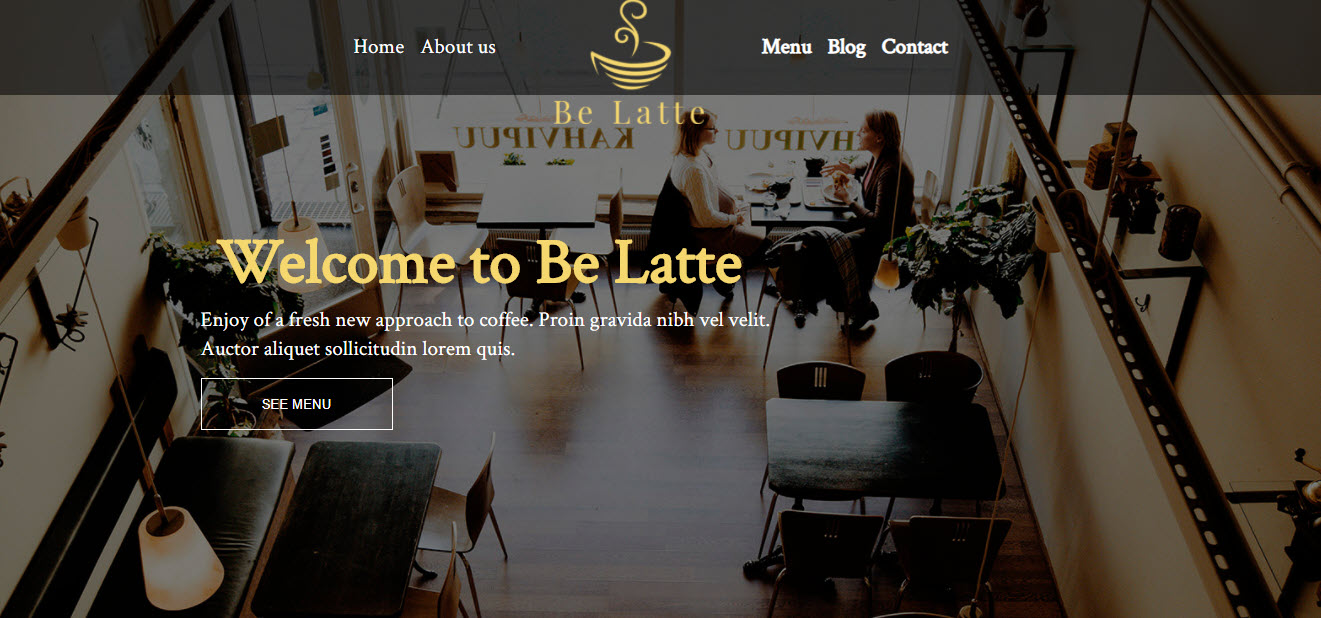 Home About us Menu Blog Contact
Be Latte
KAHVIPUU
Welcome to Be Latte
Enjoy of a fresh new approach to coffee. Proin gravida nibh vel velit.
Auctor aliquet sollicitudin lorem quis.
SEE MENU